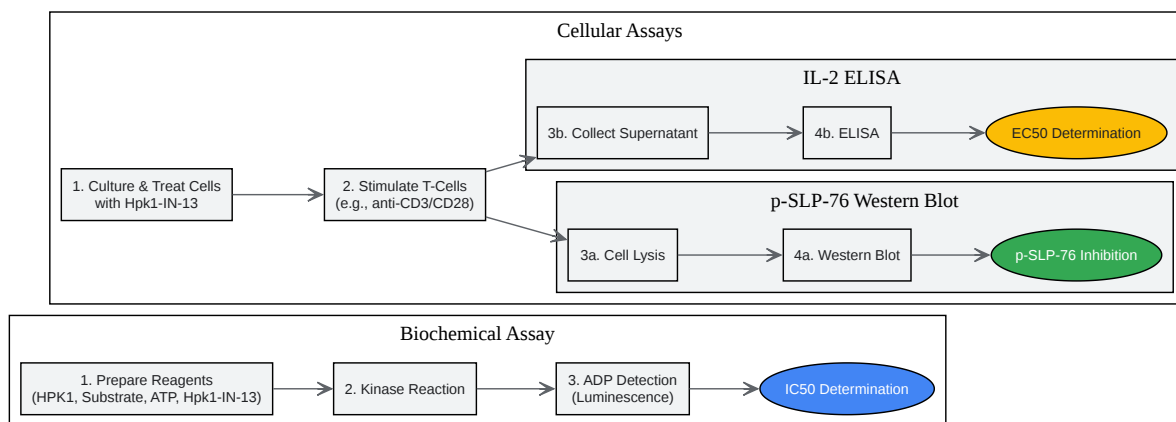 Cellular Assays
IL-2 ELISA
3b. Collect Supernatant
4b. ELISA
EC50 Determination
1. Culture & Treat Cells
with Hpk1-IN-13
2. Stimulate T-Cells
(e.g., anti-CD3/CD28)
p-SLP-76 Western Blot
3a. Cell Lysis
4a. Western Blot
p-SLP-76 Inhibition
Biochemical Assay
1. Prepare Reagents
(HPK1, Substrate, ATP, Hpk1-IN-13)
2. Kinase Reaction
3. ADP Detection
(Luminescence)
IC50 Determination